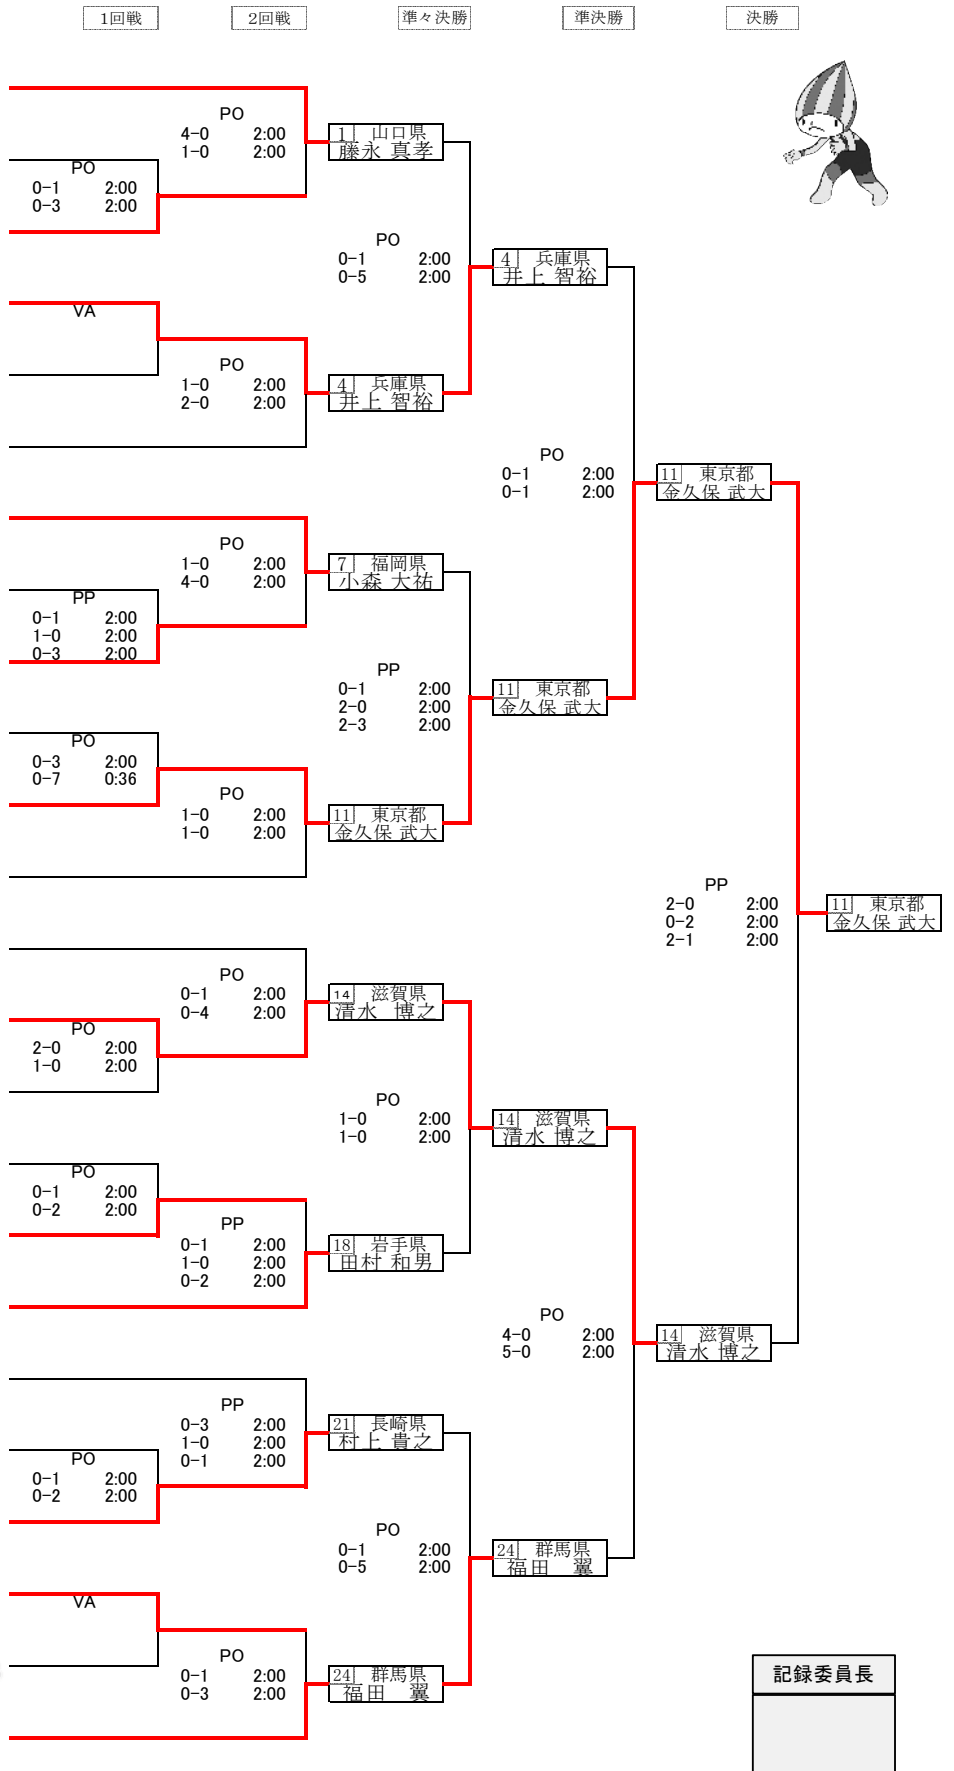 1回戦 2回戦 準々決勝 準決勝 決勝
PO
4-0 2:00
1-0 2:00
1 山口県
藤永 真孝
PO
0-1 2:00
0-3 2:00
PO
0-1 2:00
0-5 2:00
4 兵庫県
井上 智裕
VA
PO
1-0 2:00
2-0 2:00
4 兵庫県
井上 智裕
PO
0-1 2:00
0-1 2:00
11 東京都
金久保 武大
PO
1-0 2:00
4-0 2:00
7 福岡県
小森 大祐
PP
0-1 2:00
1-0 2:00
0-3 2:00
PP
0-1 2:00
2-0 2:00
2-3 2:00
11 東京都
金久保 武大
PO
0-3 2:00
0-7 0:36
PO
1-0 2:00
1-0 2:00
11 東京都
金久保 武大
PP
2-0 2:00
0-2 2:00
2-1 2:00
11 東京都
金久保 武大
PO
0-1 2:00
0-4 2:00
14 滋賀県
清水 博之
PO
2-0 2:00
1-0 2:00
PO
1-0 2:00
1-0 2:00
14 滋賀県
清水 博之
PO
0-1 2:00
0-2 2:00
PP
0-1 2:00
1-0 2:00
0-2 2:00
18 岩手県
田村 和男
PO
4-0 2:00
5-0 2:00
14 滋賀県
清水 博之
PP
0-3 2:00
1-0 2:00
0-1 2:00
21 長崎県
村上 貴之
PO
0-1 2:00
0-2 2:00
PO
0-1 2:00
0-5 2:00
24 群馬県
福田 翼
VA
PO
0-1 2:00
0-3 2:00
24 群馬県
福田 翼
記録委員長